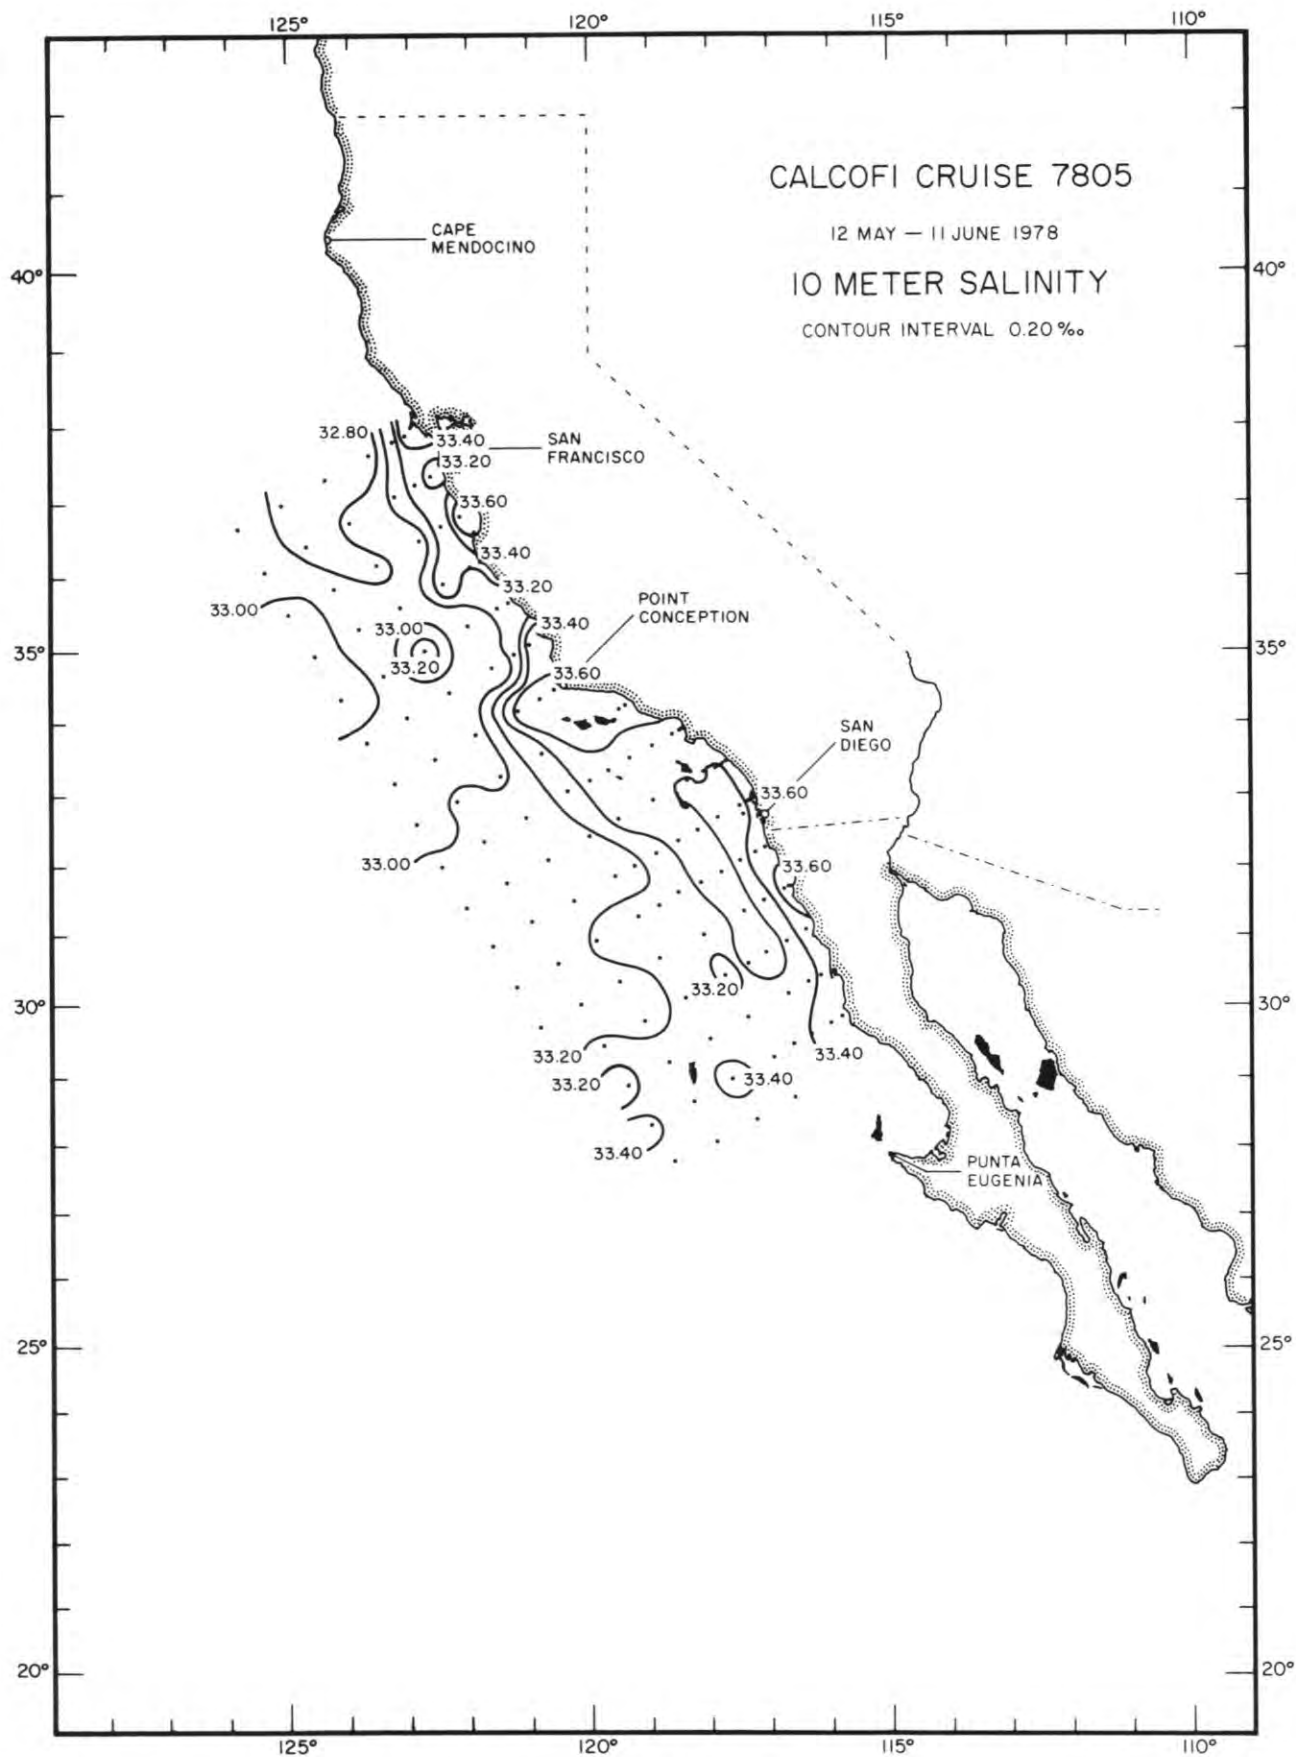 125° 120° 115° 110°
CALCOFI CRUISE 7805
12 MAY — 11 JUNE 1978
10 METER SALINITY
CONTOUR INTERVAL 0.20 ‰
CAPE
MENDOCINO
40° 40°
32.80
33.40
SAN
FRANCISCO
33.20
33.60
33.40
33.20
33.00
POINT
CONCEPTION
33.40
33.00
33.20
35° 35°
33.60
SAN
DIEGO
33.60
33.00
33.60
33.20
30° 30°
33.20
33.40
33.20
33.40
33.40
PUNTA
EUGENIA
25° 25°
20° 20°
125° 120° 115° 110°